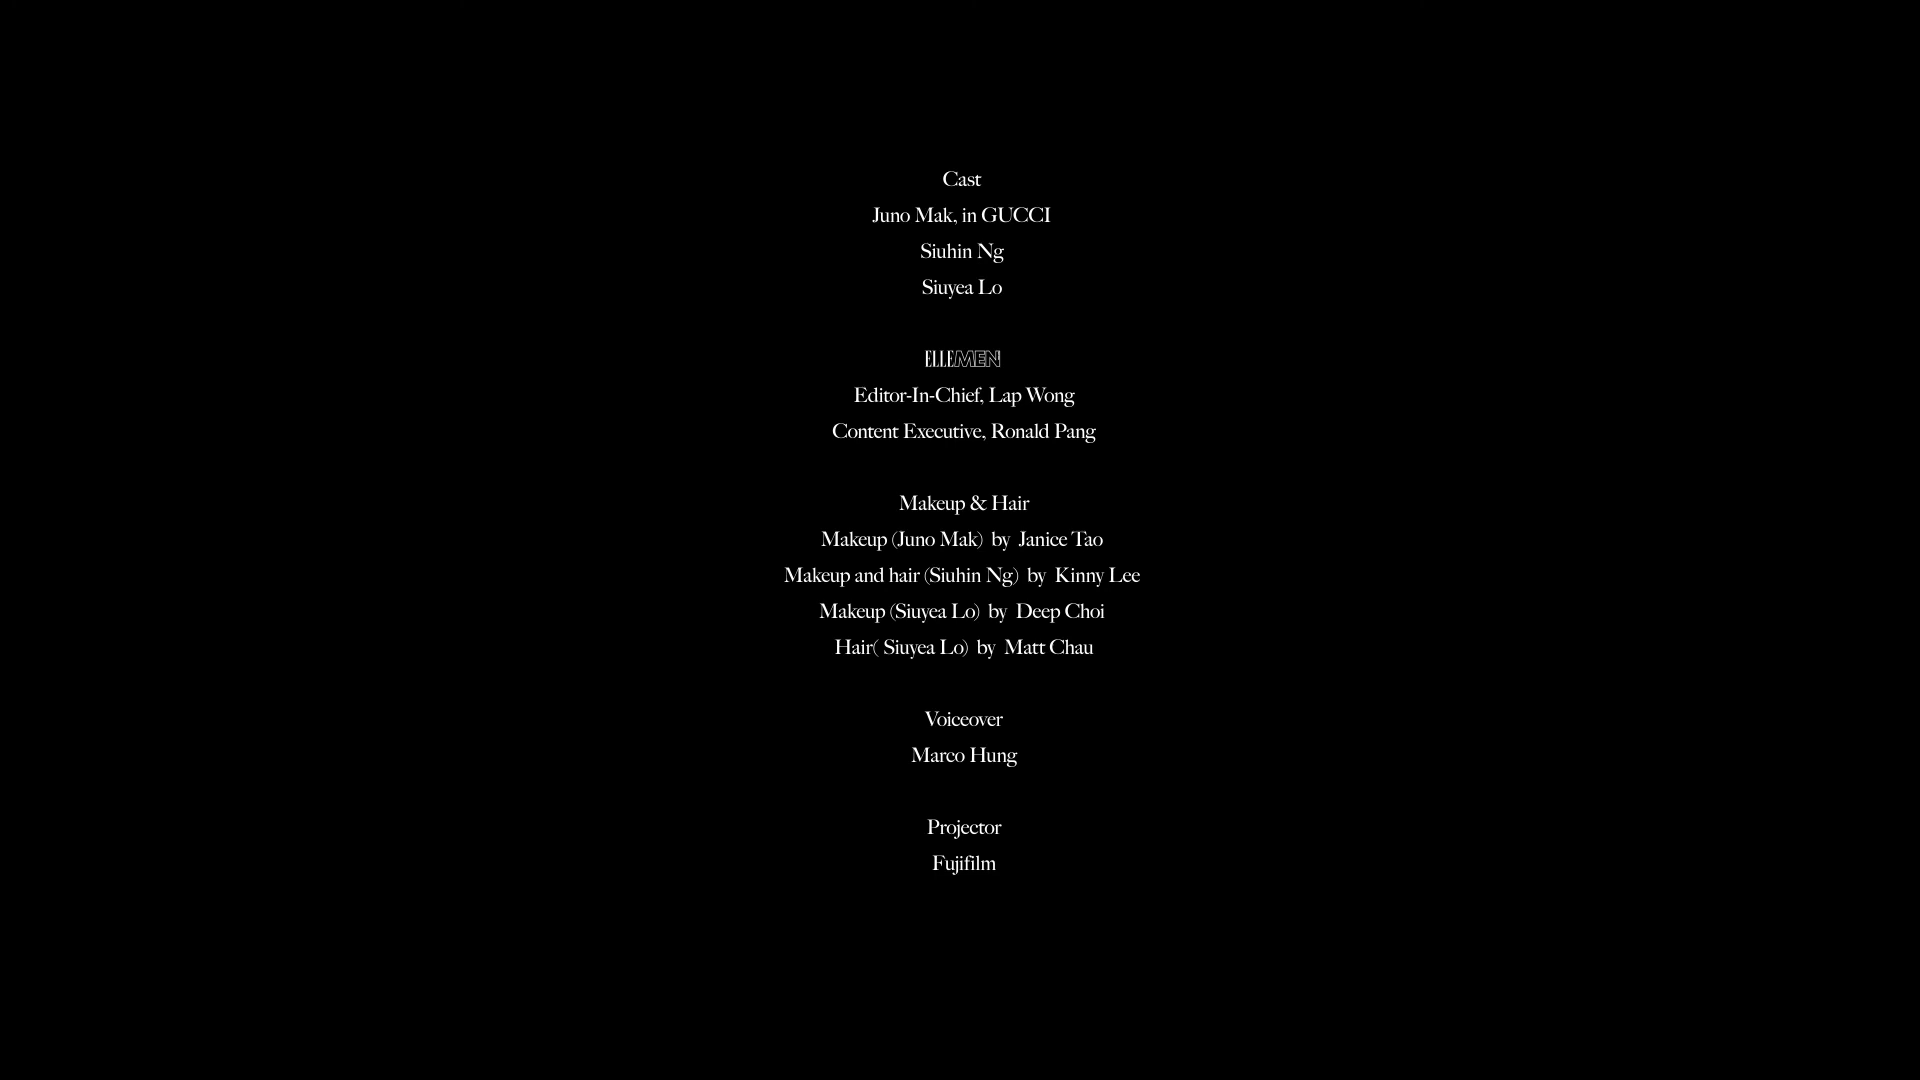 Cast
Juno Mak, in GUCCI
Siuhin Ng
Siuyea Lo
ELLEMEN
Editor-In-Chief, Lap Wong
Content Executive, Ronald Pang
Makeup & Hair
Makeup (Juno Mak) by Janice Tao
Makeup and hair (Siuhin Ng) by Kinny Lee
Makeup (Siuyea Lo) by Deep Choi
Hair( Siuyea Lo) by Matt Chau
Voiceover
Marco Hung
Projector
Fujifilm